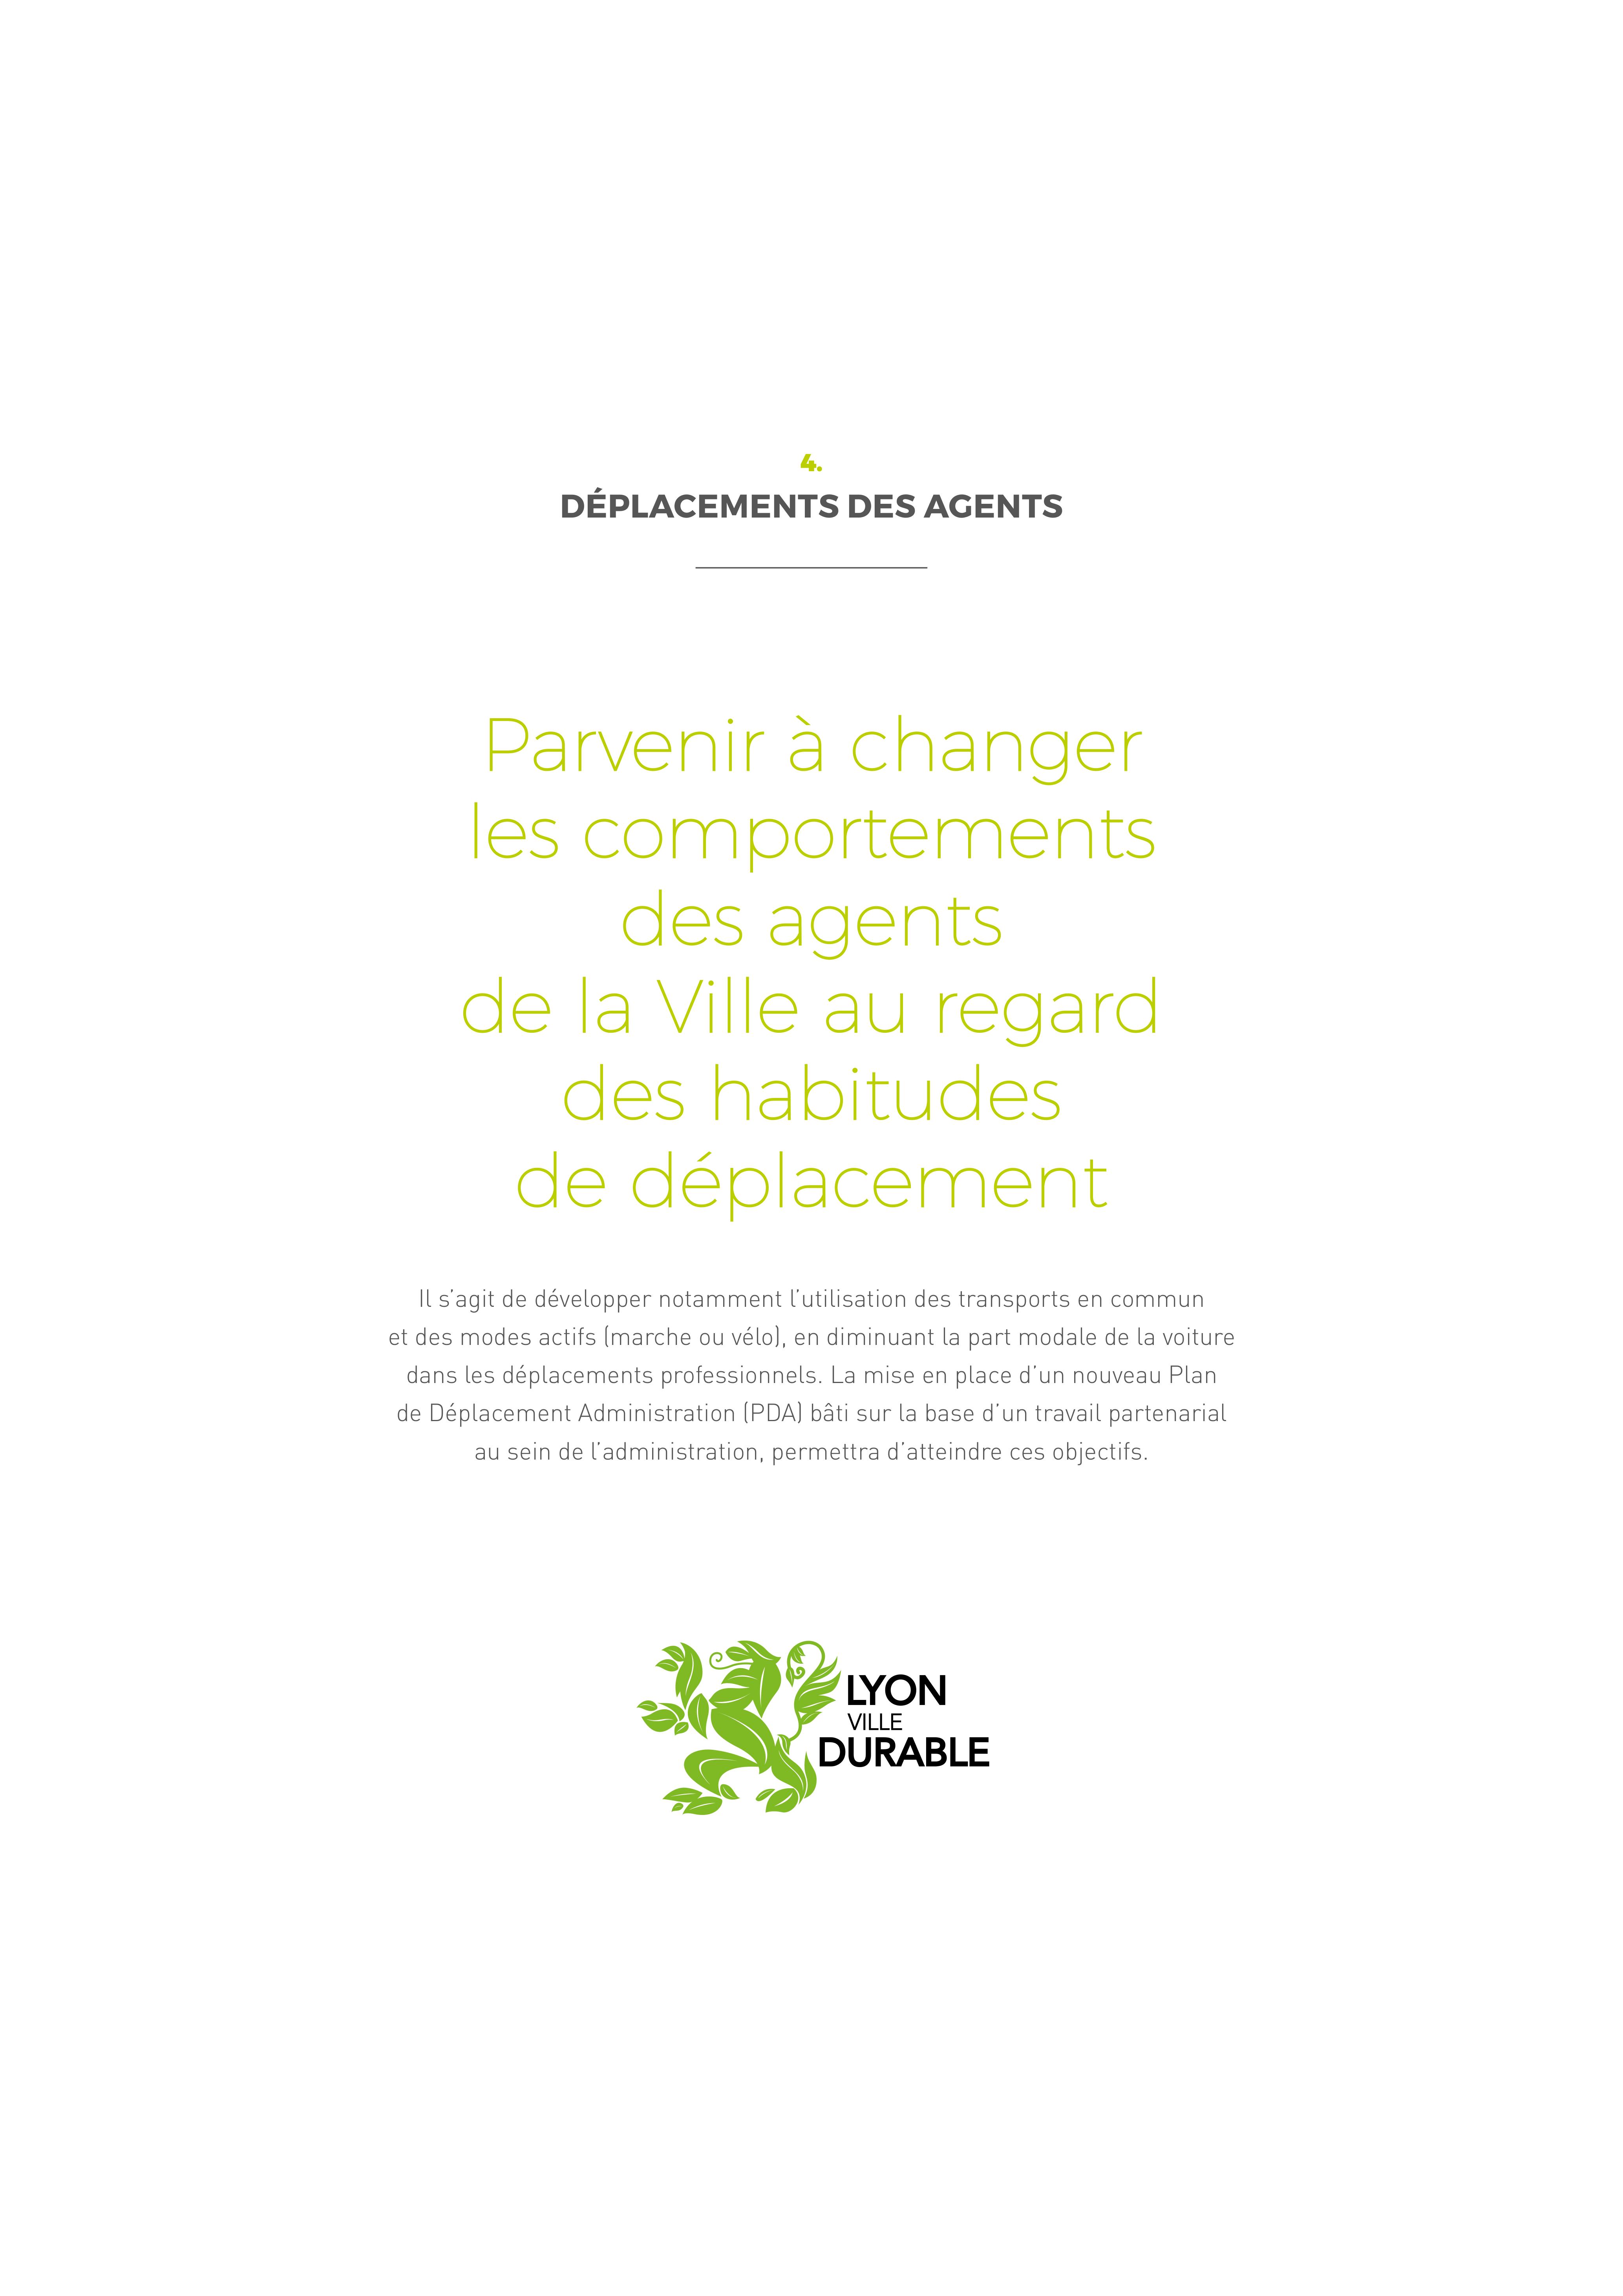 4.
DÉPLACEMENTS DES AGENTS
Parvenir à changer
les comportements
des agents
de la Ville au regard
des habitudes
de déplacement
Il s’agit de développer notamment l’utilisation des transports en commun
et des modes actifs (marche ou vélo), en diminuant la part modale de la voiture
dans les déplacements professionnels. La mise en place d’un nouveau Plan
de Déplacement Administration (PDA) bâti sur la base d’un travail partenarial
au sein de l’administration, permettra d’atteindre ces objectifs.
LYON
VILLE
DURABLE